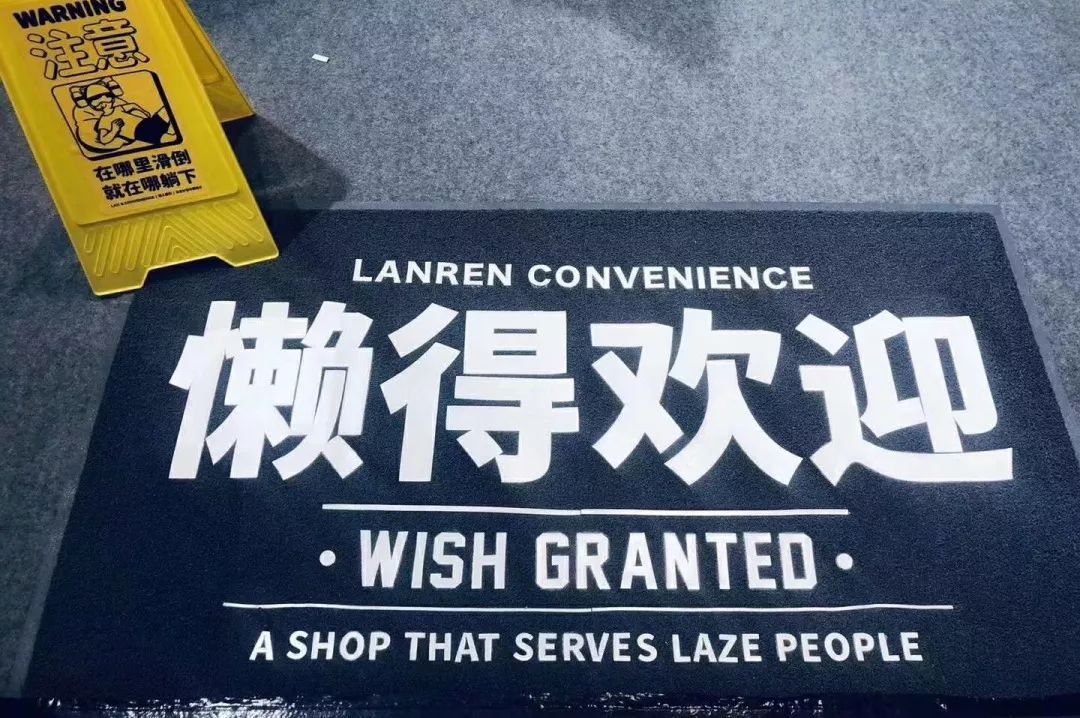 WARNING
注意
在哪里滑倒
就在哪躺下
LANREN CONVENIENCE
懒得欢迎
·WISH GRANTED·
A SHOP THAT SERVES LAZE PEOPLE